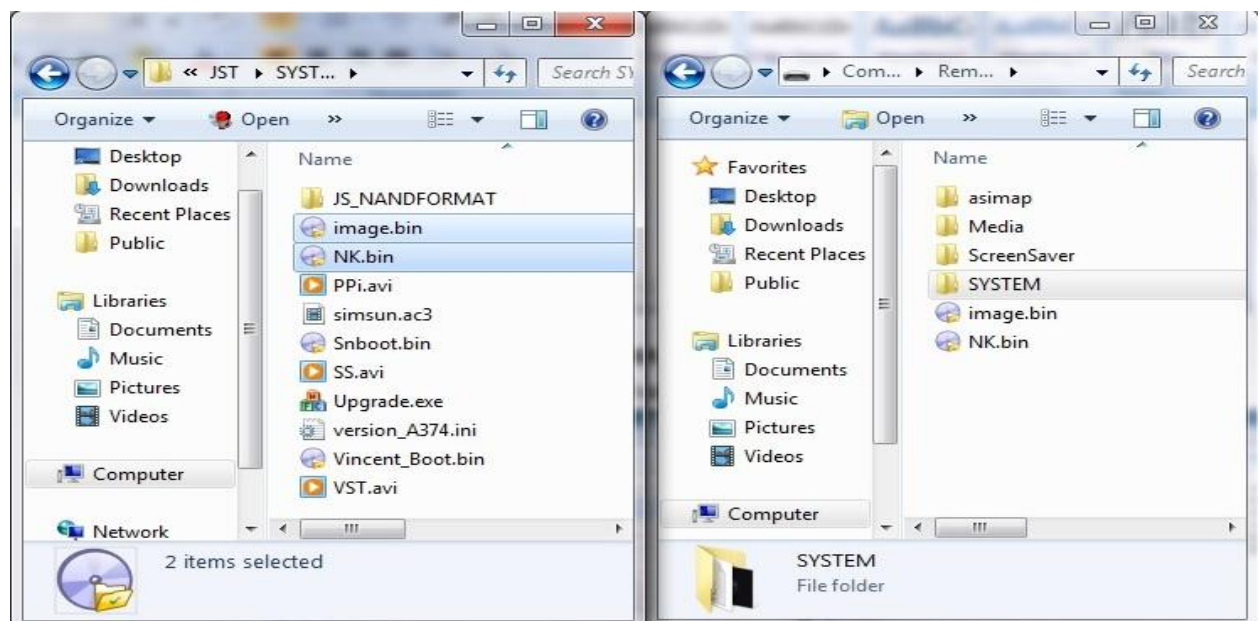 « JST ▸ SYST... ▸
Search SY
Organize
Open
»
Desktop
Downloads
Recent Places
Public
Libraries
Documents
Music
Pictures
Videos
Computer
Network
Name
JS_NANDFORMAT
image.bin
NK.bin
PPi.avi
simsun.ac3
Snboot.bin
SS.avi
Upgrade.exe
version_A374.ini
Vincent_Boot.bin
VST.avi
2 items selected
▸ Com... ▸ Rem... ▸
Search
Organize
Open
»
Favorites
Desktop
Downloads
Recent Places
Public
Libraries
Documents
Music
Pictures
Videos
Computer
Name
asimap
Media
ScreenSaver
SYSTEM
image.bin
NK.bin
SYSTEM
File folder